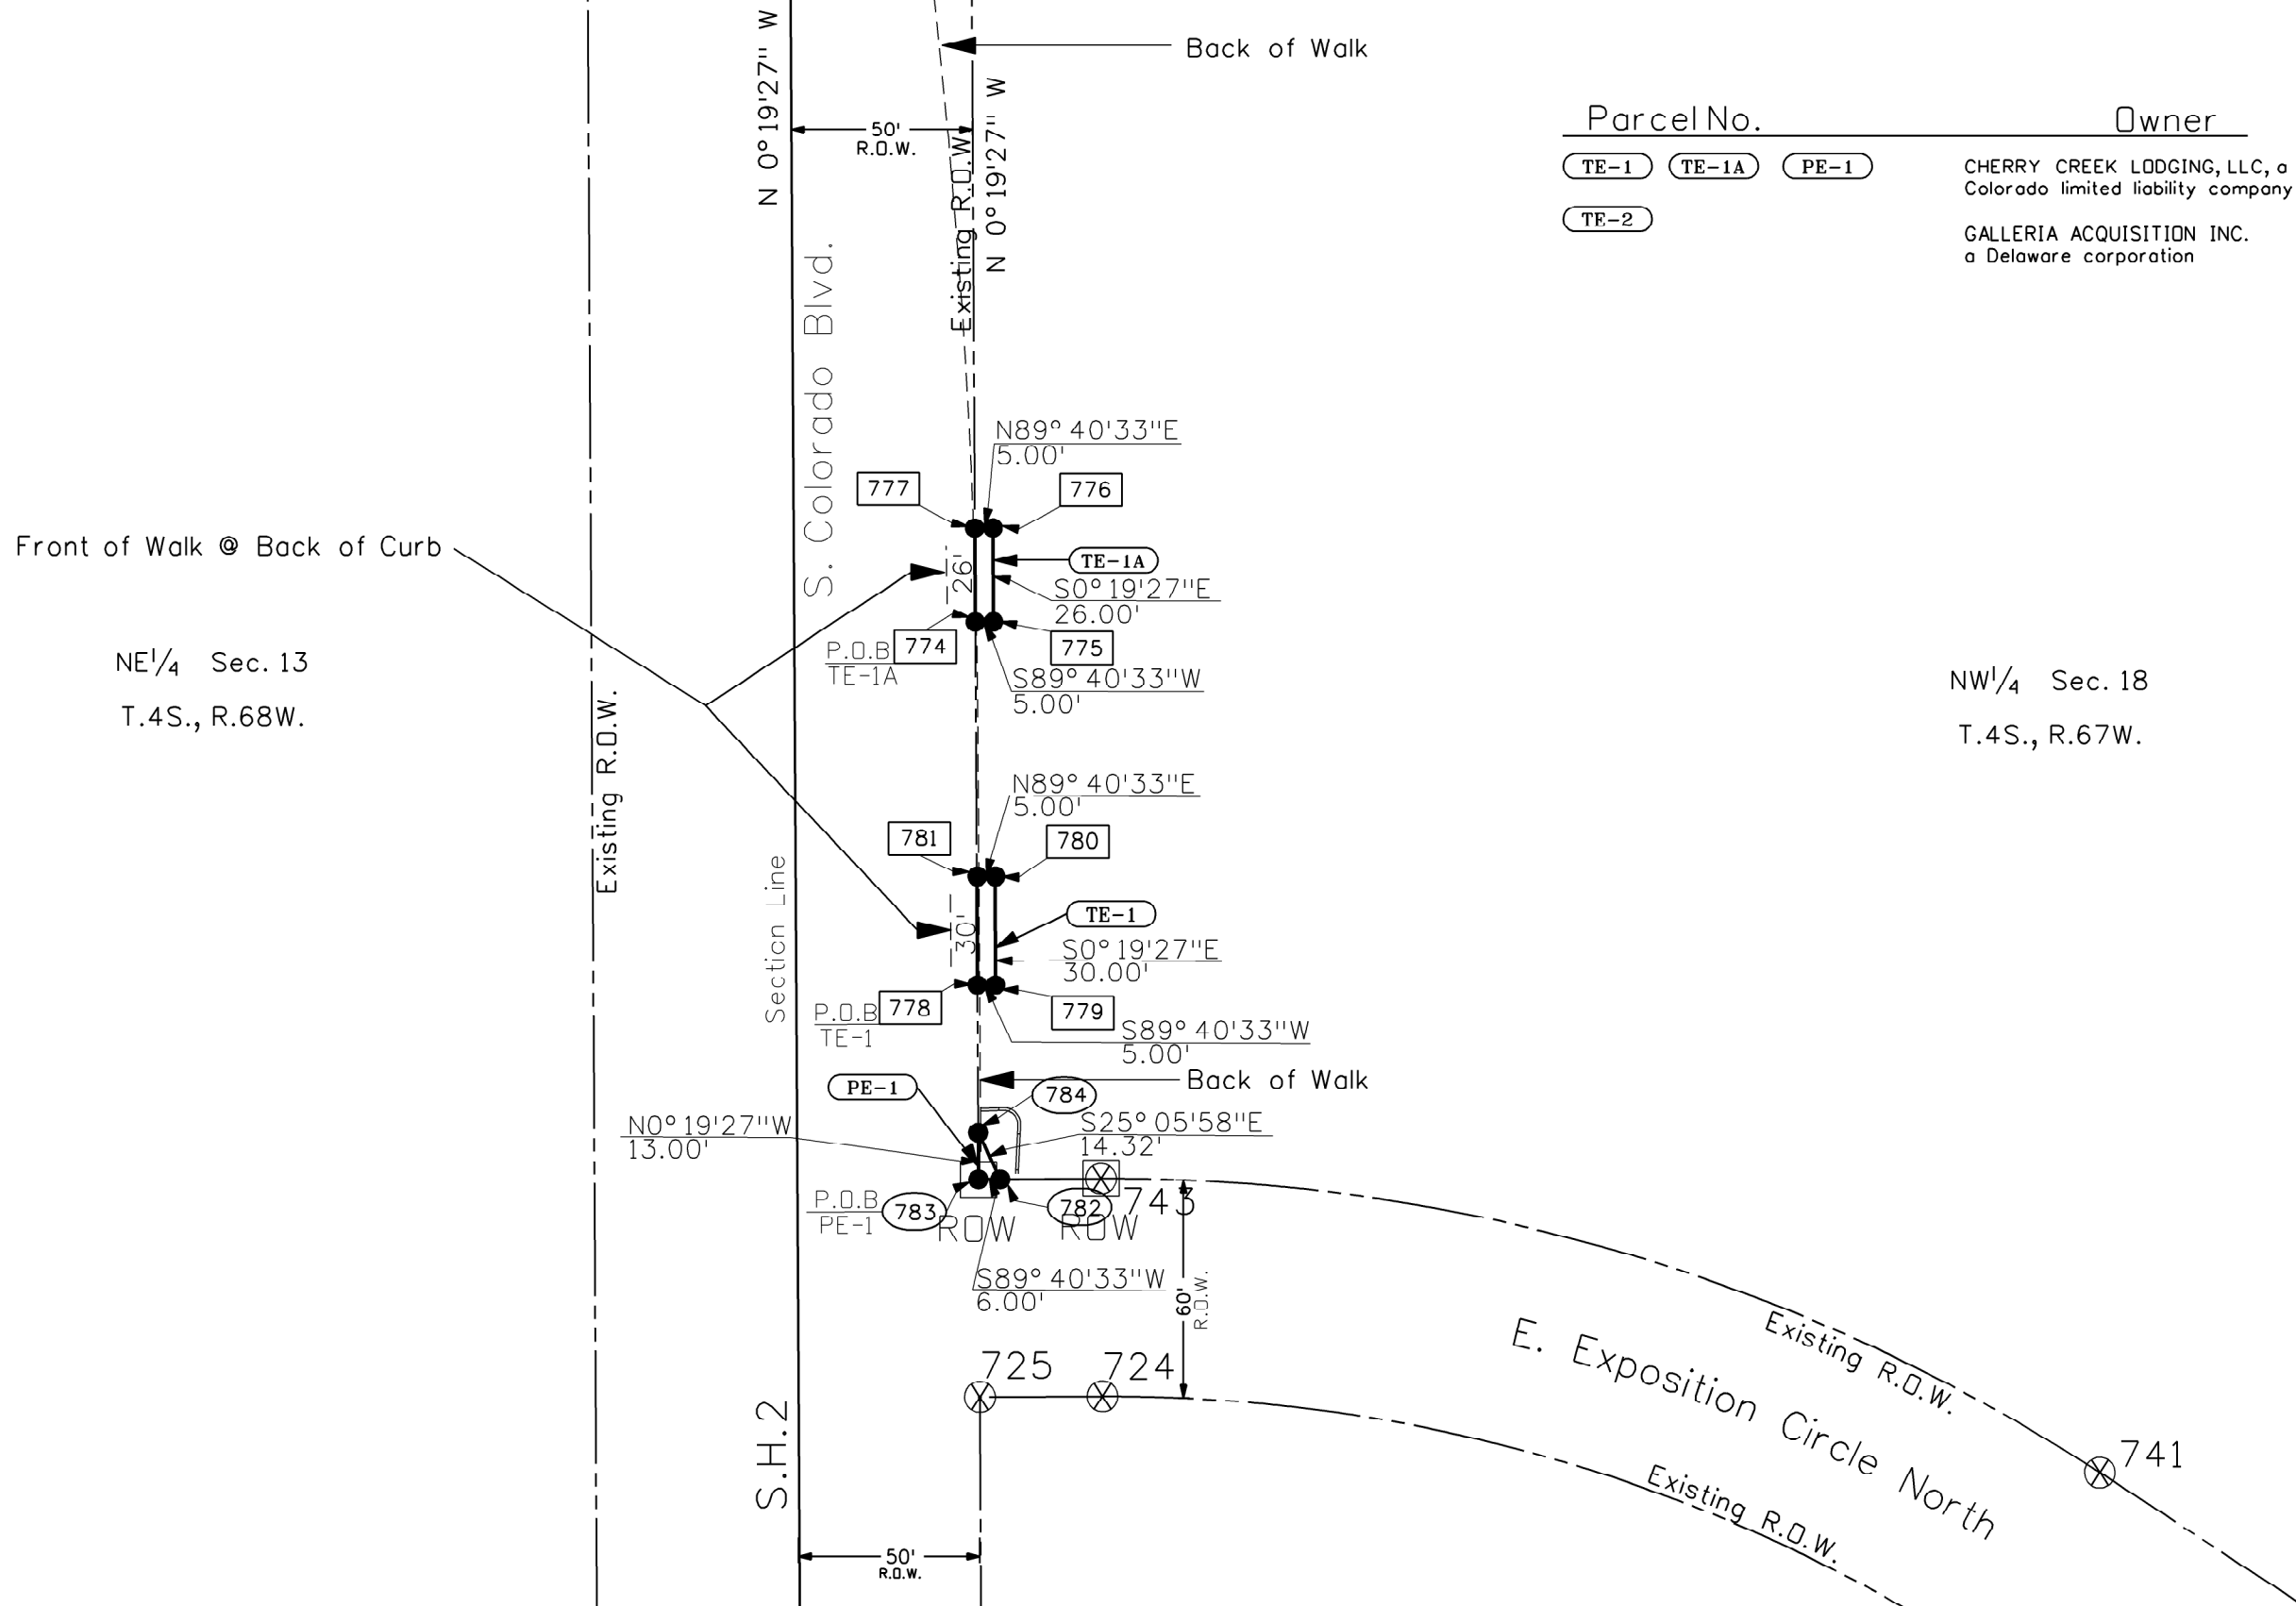 N 0° 19'27" W
Back of Walk
50'
R.O.W.
Existing R.O.W.
N 0° 19'27" W
Parcel No. Owner
TE-1 TE-1A PE-1
CHERRY CREEK LODGING, LLC, a
Colorado limited liability company
TE-2
GALLERIA ACQUISITION INC.
a Delaware corporation
S. Colorado Blvd.
N89° 40'33"E
5.00'
777
776
Front of Walk @ Back of Curb
26'
TE-1A
S0° 19'27"E
26.00'
P.O.B
TE-1A
774
775
S89° 40'33"W
5.00'
NE1/4 Sec. 13
T.4S., R.68W.
NW1/4 Sec. 18
T.4S., R.67W.
Existing R.O.W.
N89° 40'33"E
5.00'
781
780
Section Line
30'
TE-1
S0° 19'27"E
30.00'
P.O.B
TE-1
778
779
S89° 40'33"W
5.00'
Back of Walk
PE-1
784
N0° 19'27"W
13.00'
S25° 05'58"E
14.32'
P.O.B
PE-1
783
782
743
ROW
ROW
S89° 40'33"W
6.00'
60'
R.O.W.
725
724
E. Exposition Circle North
Existing R.O.W.
741
Existing R.O.W.
S.H.2
50'
R.O.W.